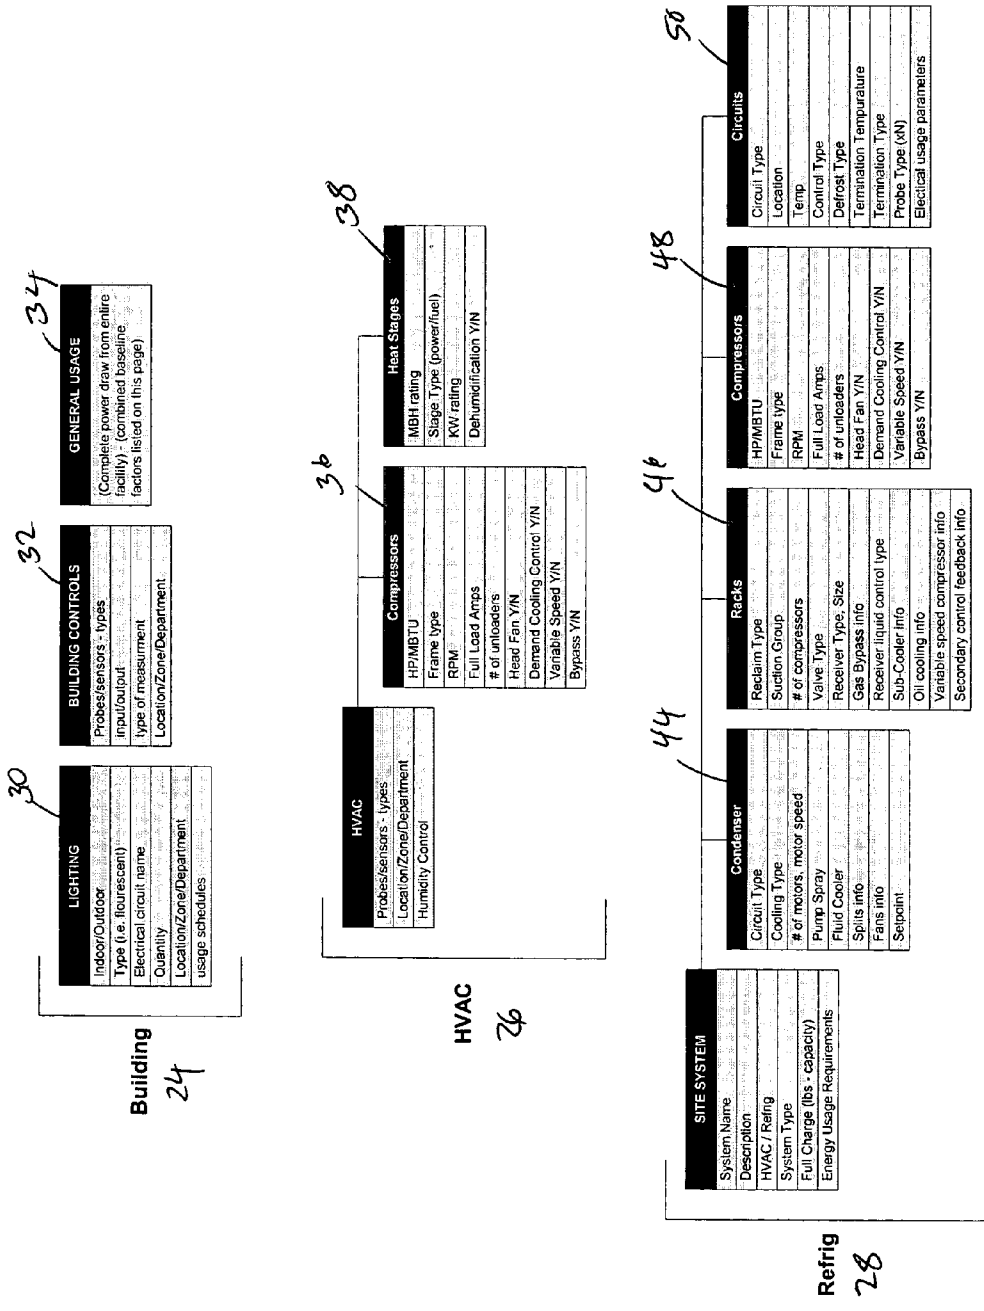 Building
24
LIGHTING
30
Indoor/Outdoor
Type (i.e. flourescent)
Electrical circuit name
Quantity
Location/Zone/Department
usage schedules
BUILDING CONTROLS
32
Probes/sensors - types
input/output
type of measurement
Location/Zone/Department
GENERAL USAGE
34
(Complete power draw from entire
facility) - (combined baseline
factors listed on this page)
HVAC
26
HVAC
Probes/sensors - types
Location/Zone/Department
Humidity Control
Compressors
36
HP/MBTU
Frame type
RPM
Full Load Amps
# of unloaders
Head Fan Y/N
Demand Cooling Control Y/N
Variable Speed Y/N
Bypass Y/N
Heat Stages
38
MBH rating
Stage Type (power/fuel)
KW rating
Dehumidification Y/N
Refrig
28
SITE SYSTEM
System Name
Description
HVAC / Refrig
System Type
Full Charge (lbs - capacity)
Energy Usage Requirements
Condenser
44
Circuit Type
Cooling Type
# of motors, motor speed
Pump Spray
Fluid Cooler
Splits info
Fans info
Setpoint
Racks
46
Reclaim Type
Suction Group
# of compressors
Valve Type
Receiver Type, Size
Gas Bypass info
Receiver liquid control type
Sub-Cooler info
Oil cooling info
Variable speed compressor info
Secondary control feedback info
Compressors
48
HP/MBTU
Frame type
RPM
Full Load Amps
# of unloaders
Head Fan Y/N
Demand Cooling Control Y/N
Variable Speed Y/N
Bypass Y/N
Circuits
50
Circuit Type
Location
Temp
Control Type
Defrost Type
Termination Tempurature
Termination Type
Probe Type (xN)
Electical usage parameters